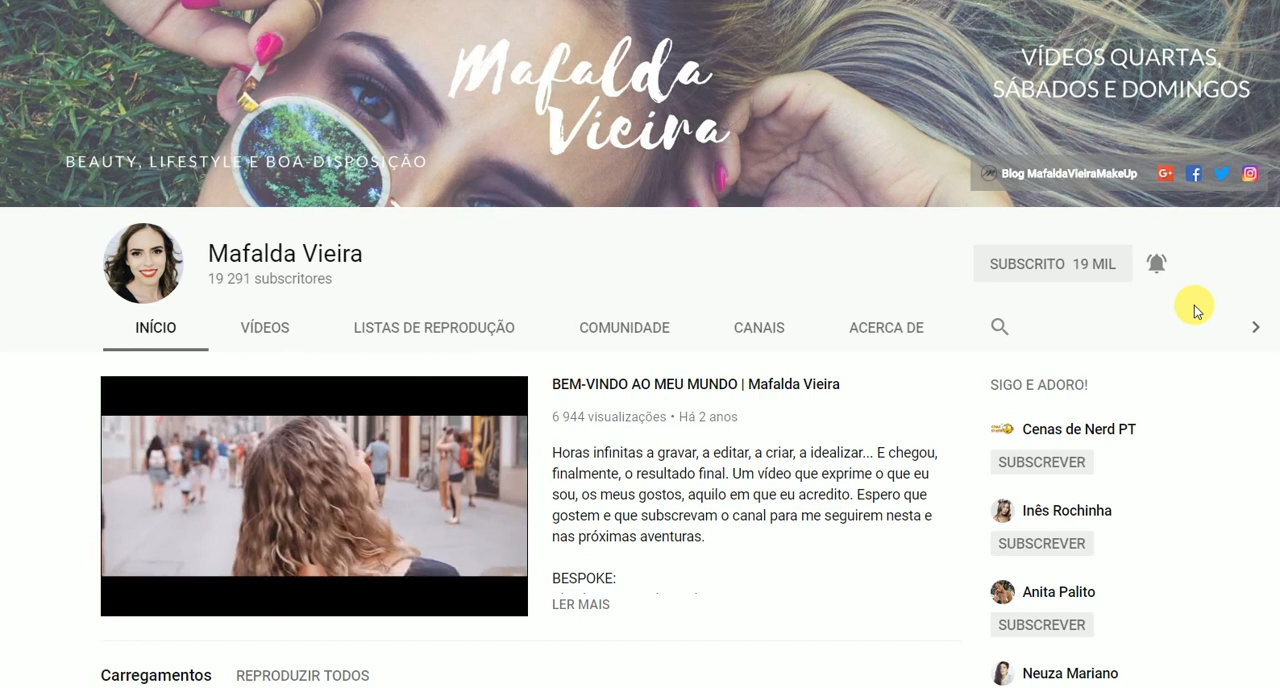 Mafalda
Vieira
BEAUTY, LIFESTYLE E BOA-DISPOSIÇÃO
VÍDEOS QUARTAS,
SÁBADOS E DOMINGOS
Blog MafaldaVieiraMakeUp
G+
Mafalda Vieira
19 291 subscritores
SUBSCRITO 19 MIL
INÍCIO VÍDEOS LISTAS DE REPRODUÇÃO COMUNIDADE CANAIS ACERCA DE
BEM-VINDO AO MEU MUNDO | Mafalda Vieira
6 944 visualizações • Há 2 anos
Horas infinitas a gravar, a editar, a criar, a idealizar... E chegou,
finalmente, o resultado final. Um vídeo que exprime o que eu
sou, os meus gostos, aquilo em que eu acredito. Espero que
gostem e que subscrevam o canal para me seguirem nesta e
nas próximas aventuras.
BESPOKE:
LER MAIS
SIGO E ADORO!
Cenas de Nerd PT
SUBSCREVER
Inês Rochinha
SUBSCREVER
Anita Palito
SUBSCREVER
Neuza Mariano
Carregamentos REPRODUZIR TODOS